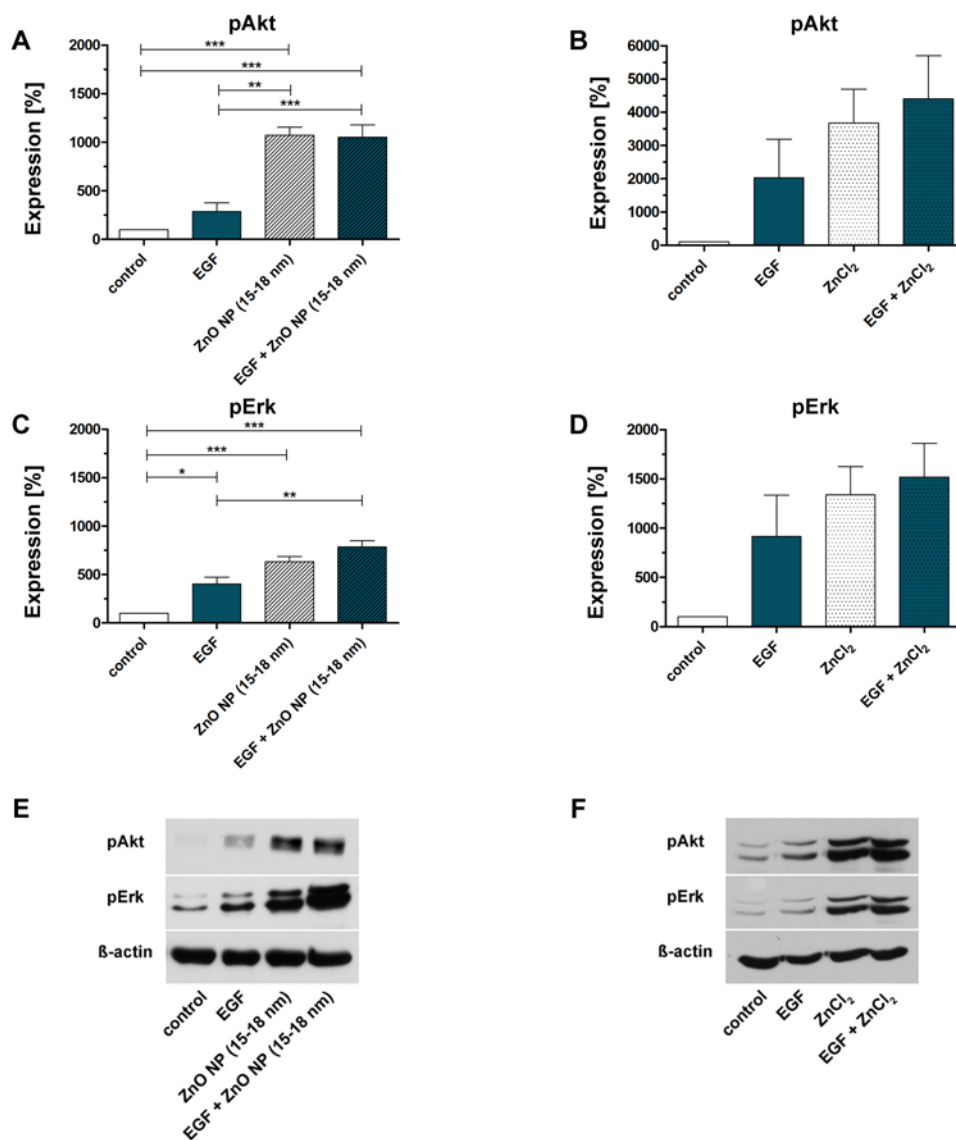 A
pAkt
Expression [%]
2000
1500
1000
500
0
***
***
**
***
control
EGF
ZnO NP (15-18 nm)
EGF + ZnO NP (15-18 nm)
B
pAkt
Expression [%]
6000
5000
4000
3000
2000
1000
0
control
EGF
ZnCl₂
EGF + ZnCl₂
C
pErk
Expression [%]
2000
1500
1000
500
0
***
***
*
**
control
EGF
ZnO NP (15-18 nm)
EGF + ZnO NP (15-18 nm)
D
pErk
Expression [%]
2000
1500
1000
500
0
control
EGF
ZnCl₂
EGF + ZnCl₂
E
pAkt
pErk
ß-actin
control
EGF
ZnO NP (15-18 nm)
EGF + ZnO NP (15-18 nm)
F
pAkt
pErk
ß-actin
control
EGF
ZnCl₂
EGF + ZnCl₂